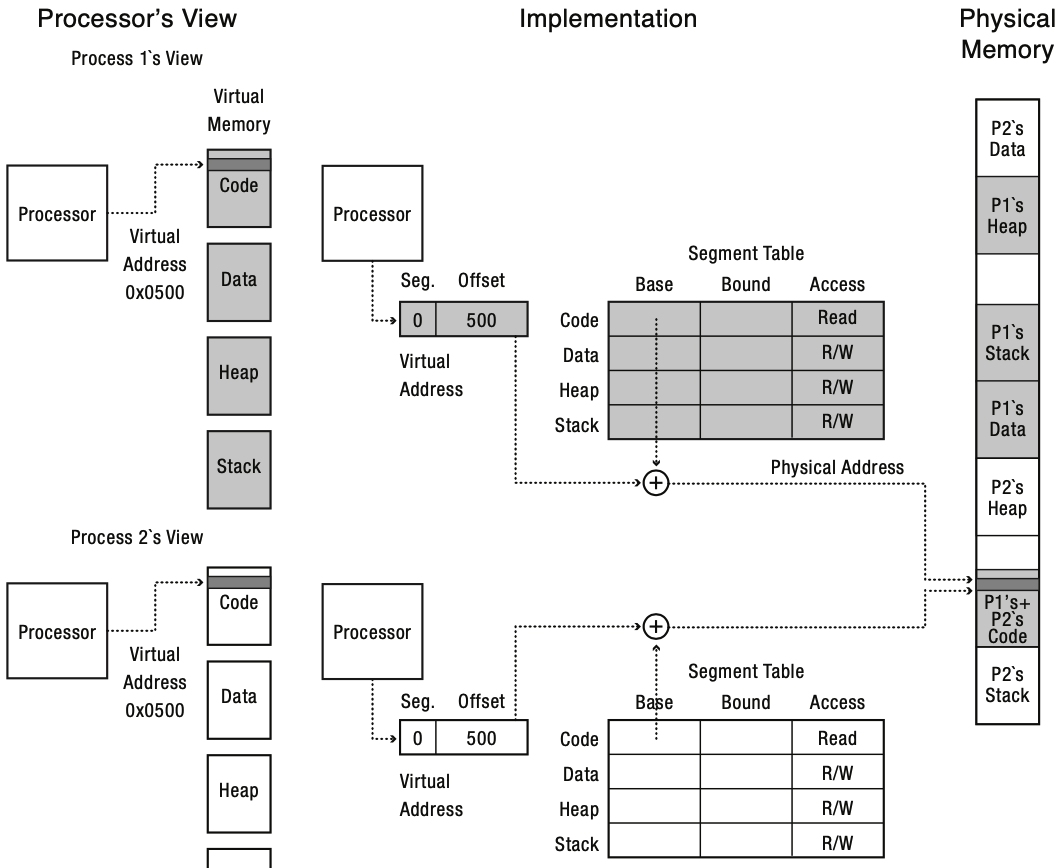 Processor's View
Implementation
Physical
Memory
Process 1`s View
Virtual
Memory
Processor
Virtual
Address
0x0500
Code
Data
Heap
Stack
Processor
Seg. Offset
0 500
Virtual
Address
Segment Table
Base Bound Access
Code Read
Data R/W
Heap R/W
Stack R/W
Physical Address
P2`s
Data
P1`s
Heap
P1`s
Stack
P1`s
Data
P2`s
Heap
P1's+
P2`s
Code
P2`s
Stack
Process 2`s View
Processor
Virtual
Address
0x0500
Code
Data
Heap
Processor
Seg. Offset
0 500
Virtual
Address
Segment Table
Base Bound Access
Code Read
Data R/W
Heap R/W
Stack R/W